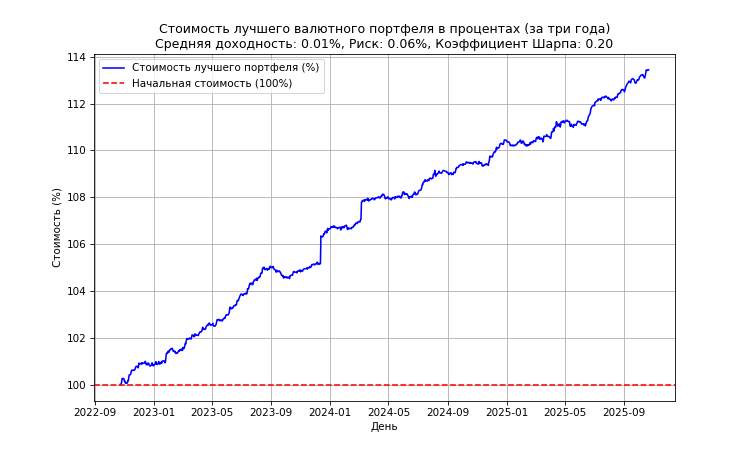 Стоимость лучшего валютного портфеля в процентах (за три года)
Средняя доходность: 0.01%, Риск: 0.06%, Коэффициент Шарпа: 0.20
Стоимость лучшего портфеля (%)
Начальная стоимость (100%)
Стоимость (%)
114
112
110
108
106
104
102
100
2022-09 2023-01 2023-05 2023-09 2024-01 2024-05 2024-09 2025-01 2025-05 2025-09
День